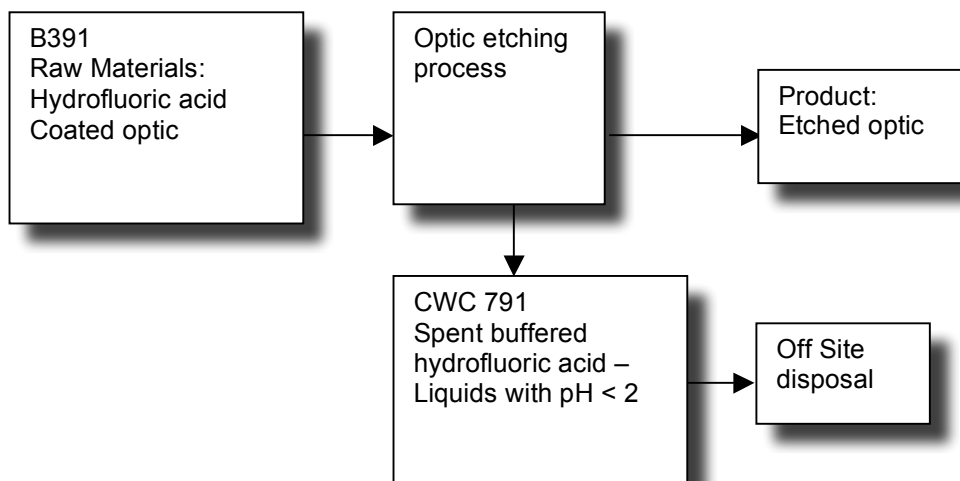 B391
Raw Materials:
Hydrofluoric acid
Coated optic
Optic etching
process
Product:
Etched optic
CWC 791
Spent buffered
hydrofluoric acid –
Liquids with pH < 2
Off Site
disposal